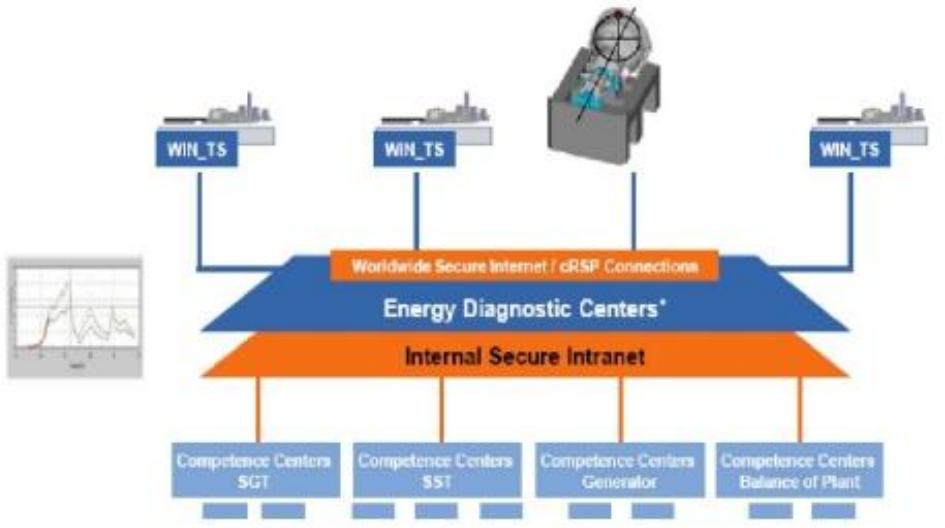 WIN_TS
WIN_TS
WIN_TS
Worldwide Secure Internet / cRSP Connections
Energy Diagnostic Centers*
Internal Secure Intranet
Competence Centers
SGT
Competence Centers
SST
Competence Centers
Generator
Competence Centers
Balance of Plant